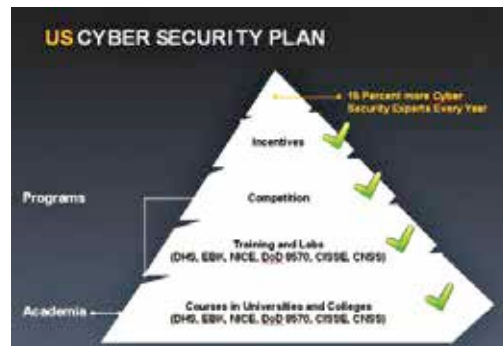 US CYBER SECURITY PLAN
15 Percent more Cyber
Security Experts Every Year
Incentives
Programs
Competition
Training and Labs
(DHS, EBK, NICE, DoD 8570, CISSE, CNSS)
Academia
Courses in Universities and Colleges
(DHS, EBK, NICE, DoD 8570, CISSE, CNSS)